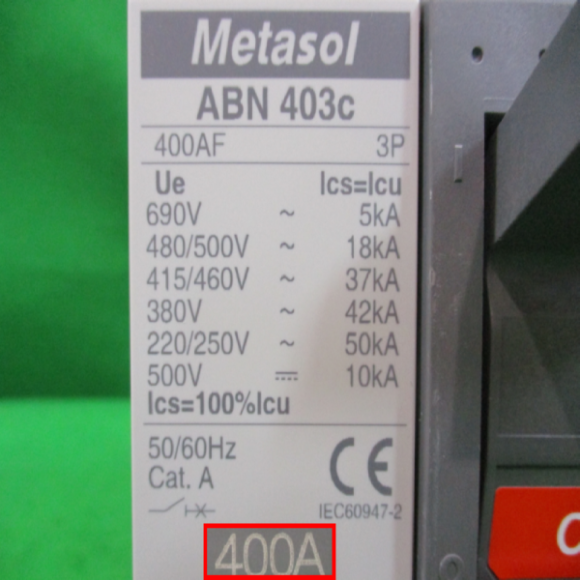 Metasol
ABN 403c
400AF 3P
Ue Ics=Icu
690V ~ 5kA
480/500V ~ 18kA
415/460V ~ 37kA
380V ~ 42kA
220/250V ~ 50kA
500V ⎓ 10kA
Ics=100%Icu
50/60Hz
Cat. A
CE
IEC60947-2
400A